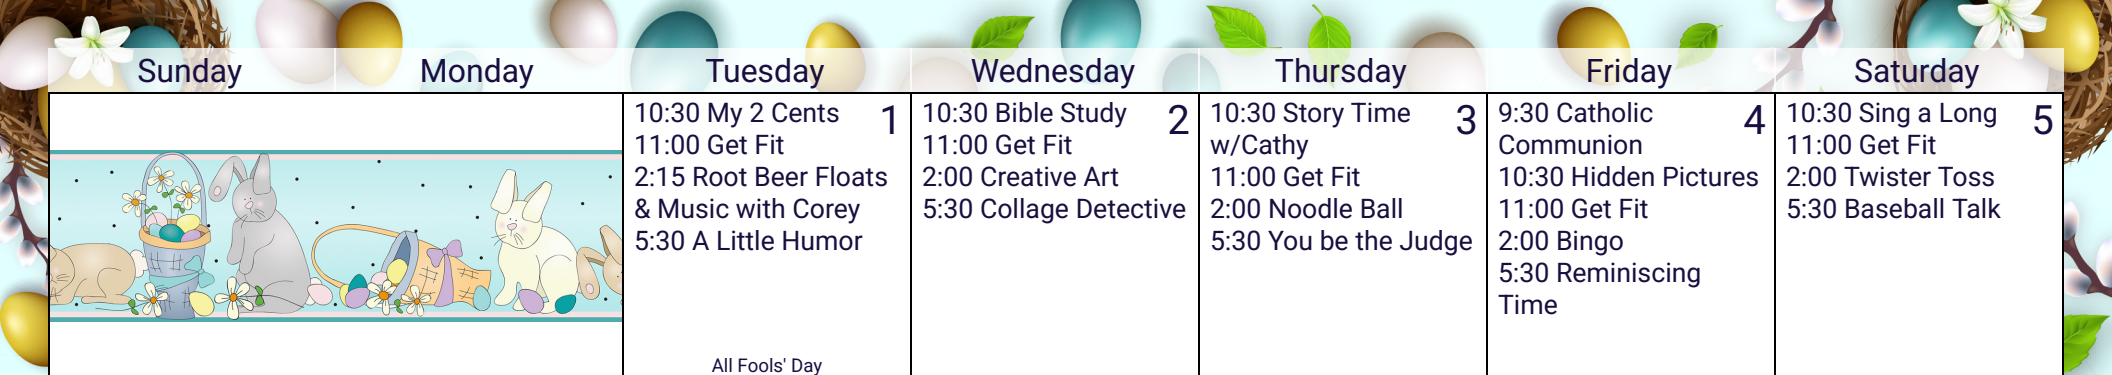 Sunday
Monday
Tuesday
Wednesday
Thursday
Friday
Saturday
1
10:30 My 2 Cents
11:00 Get Fit
2:15 Root Beer Floats
& Music with Corey
5:30 A Little Humor
All Fools' Day
2
10:30 Bible Study
11:00 Get Fit
2:00 Creative Art
5:30 Collage Detective
3
10:30 Story Time
w/Cathy
11:00 Get Fit
2:00 Noodle Ball
5:30 You be the Judge
4
9:30 Catholic
Communion
10:30 Hidden Pictures
11:00 Get Fit
2:00 Bingo
5:30 Reminiscing
Time
5
10:30 Sing a Long
11:00 Get Fit
2:00 Twister Toss
5:30 Baseball Talk